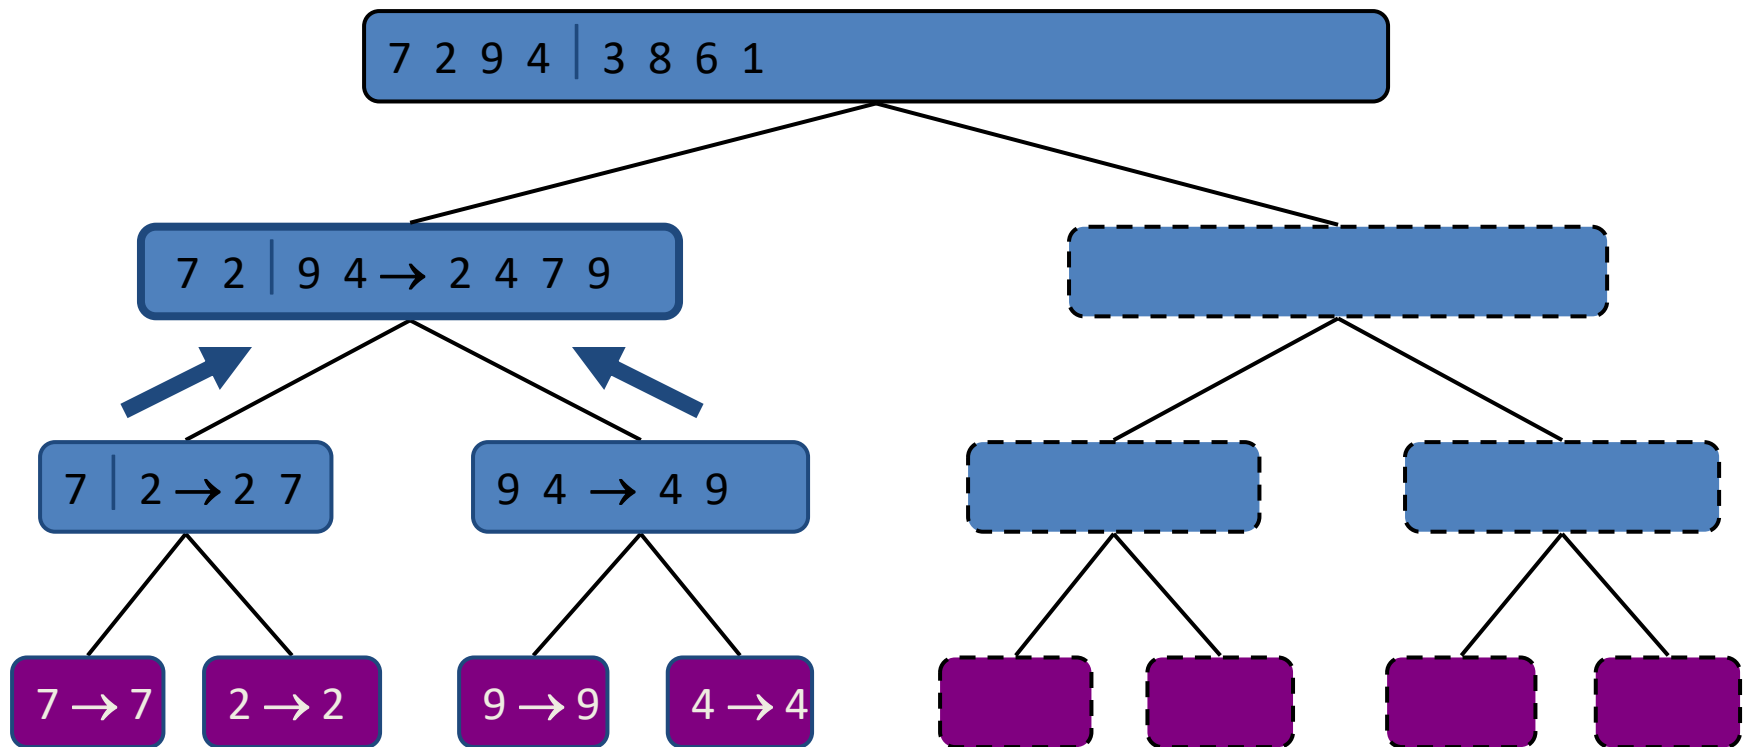 7 2 9 4 | 3 8 6 1
7 2 | 9 4 → 2 4 7 9
7 | 2 → 2 7
9 4 → 4 9
7 → 7
2 → 2
9 → 9
4 → 4